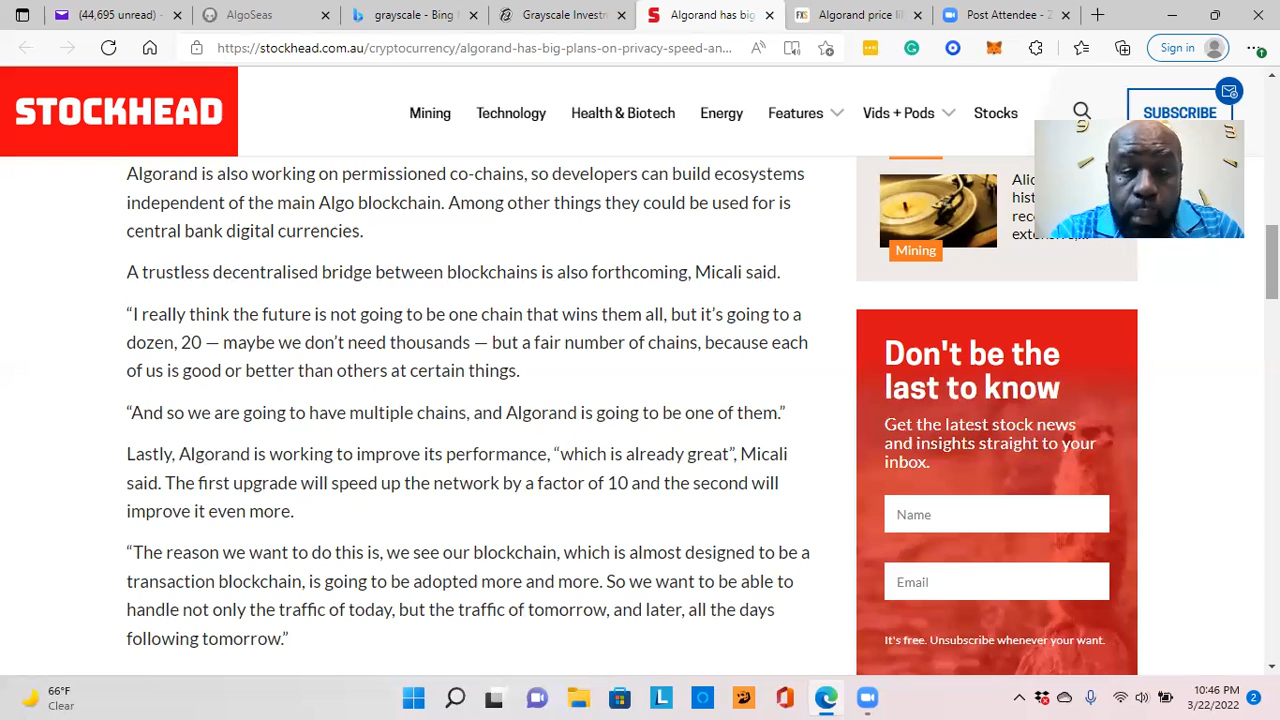 (44,695 unread) -
AlgoSeas
grayscale - Bing
Grayscale Investn
Algorand has big
FXS
Algorand price li
Post Attendee - Z
https://stockhead.com.au/cryptocurrency/algorand-has-big-plans-on-privacy-speed-an...
Sign in
STOCKHEAD
Mining
Technology
Health & Biotech
Energy
Features
Vids + Pods
Stocks
SUBSCRIBE
Algorand is also working on permissioned co-chains, so developers can build ecosystems
independent of the main Algo blockchain. Among other things they could be used for is
central bank digital currencies.
A trustless decentralised bridge between blockchains is also forthcoming, Micali said.
“I really think the future is not going to be one chain that wins them all, but it’s going to a
dozen, 20 — maybe we don’t need thousands — but a fair number of chains, because each
of us is good or better than others at certain things.
“And so we are going to have multiple chains, and Algorand is going to be one of them.”
Lastly, Algorand is working to improve its performance, “which is already great”, Micali
said. The first upgrade will speed up the network by a factor of 10 and the second will
improve it even more.
“The reason we want to do this is, we see our blockchain, which is almost designed to be a
transaction blockchain, is going to be adopted more and more. So we want to be able to
handle not only the traffic of today, but the traffic of tomorrow, and later, all the days
following tomorrow.”
Mining
Don't be the
last to know
Get the latest stock news
and insights straight to your
inbox.
Name
Email
It's free. Unsubscribe whenever your want.
66°F
Clear
10:46 PM
3/22/2022
2